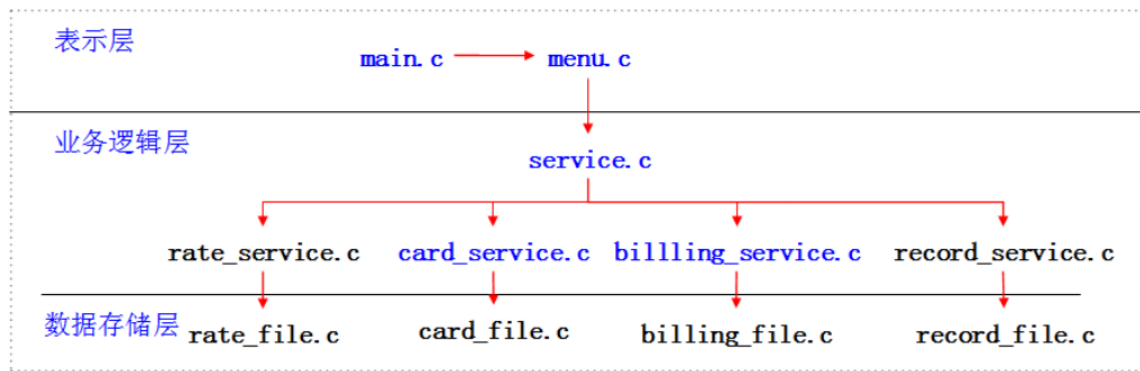 表示层
main.c menu.c
业务逻辑层
service.c
rate_service.c card_service.c billling_service.c record_service.c
数据存储层 rate_file.c card_file.c billing_file.c record_file.c